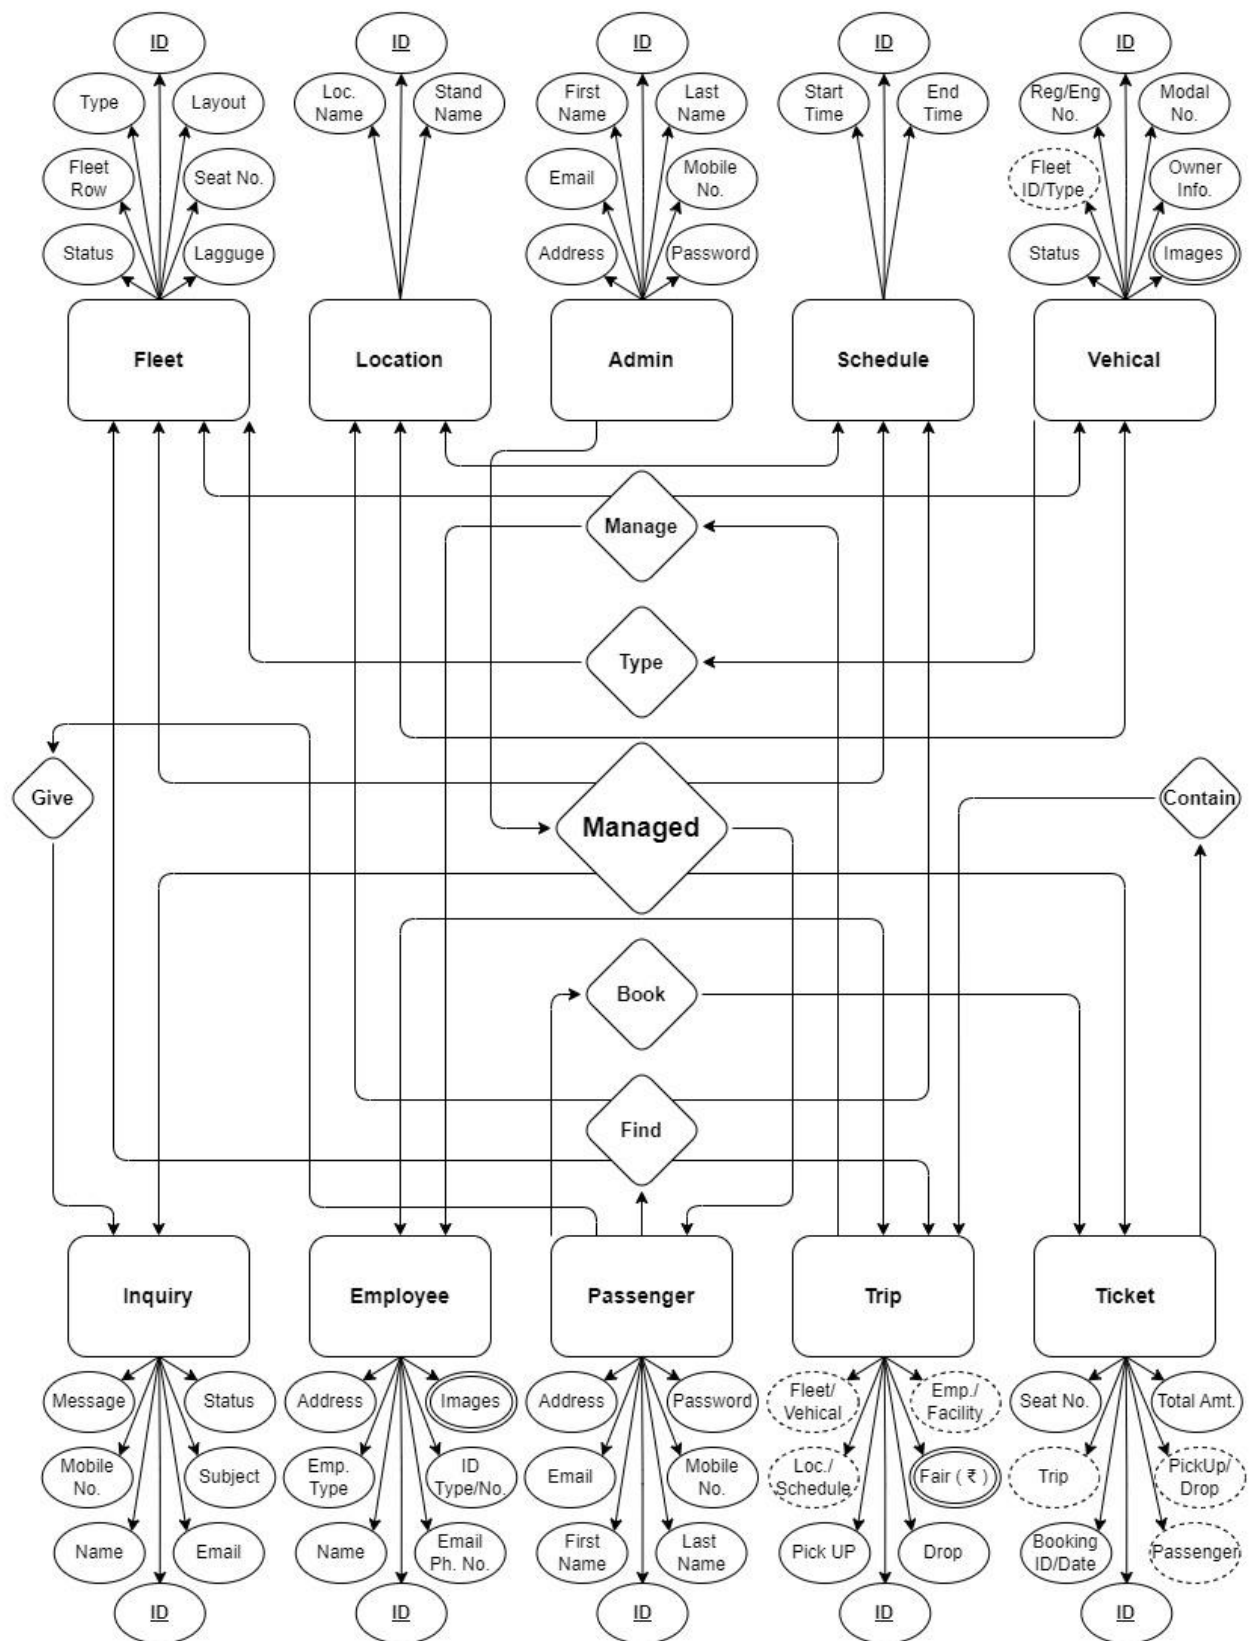 ID
ID
ID
ID
ID
Type
Layout
Loc.
Name
Stand
Name
First
Name
Last
Name
Start
Time
End
Time
Reg/Eng
No.
Modal
No.
Fleet
Row
Seat No.
Email
Mobile
No.
Fleet
ID/Type
Owner
Info.
Status
Lagguge
Address
Password
Status
Images
Fleet
Location
Admin
Schedule
Vehical
Manage
Type
Give
Managed
Contain
Book
Find
Inquiry
Employee
Passenger
Trip
Ticket
Message
Status
Address
Images
Address
Password
Fleet/
Vehical
Emp./
Facility
Seat No.
Total Amt.
Mobile
No.
Subject
Emp.
Type
ID
Type/No.
Email
Mobile
No.
Loc./
Schedule
Fair ( ₹ )
Trip
PickUp/
Drop
Name
Email
Name
Email
Ph. No.
First
Name
Last
Name
Pick UP
Drop
Booking
ID/Date
Passenger
ID
ID
ID
ID
ID